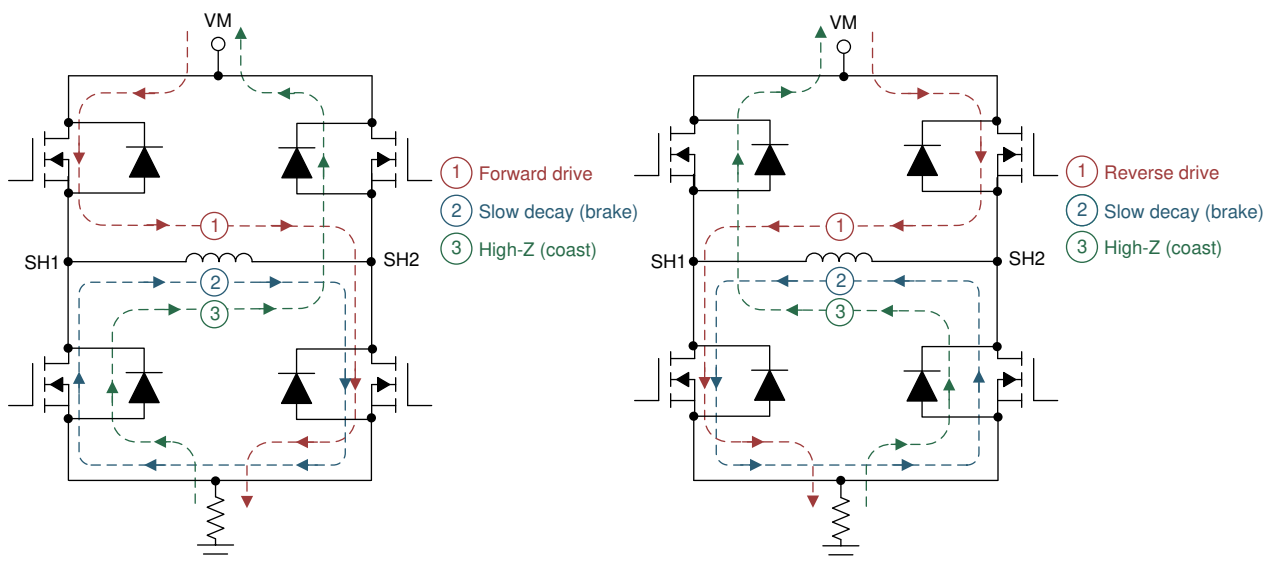 VM
1 Forward drive
2 Slow decay (brake)
3 High-Z (coast)
1
SH1
SH2
2
3
VM
1 Reverse drive
2 Slow decay (brake)
3 High-Z (coast)
1
SH1
SH2
2
3